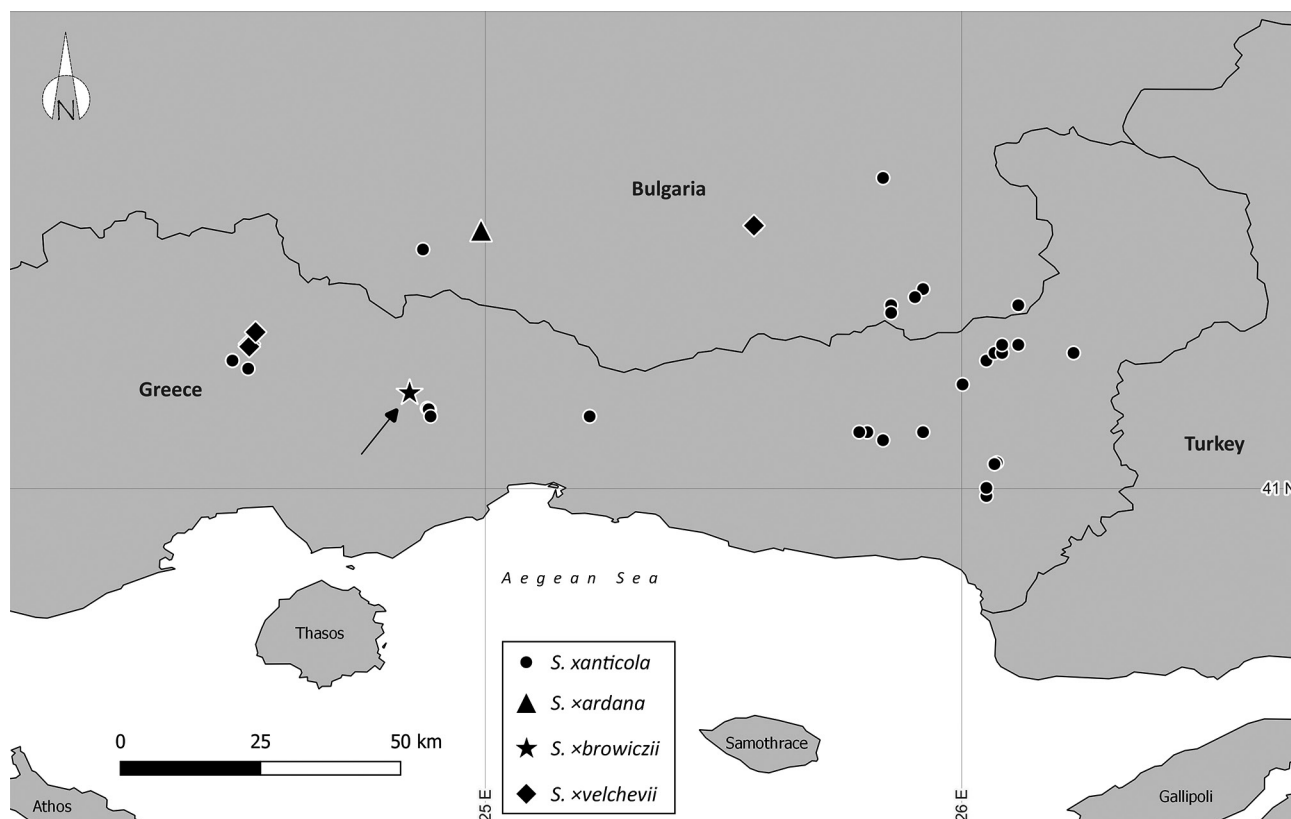 N
Bulgaria
Greece
Turkey
41 N
Aegean Sea
Thasos
S. xanticola
S. ×ardana
S. ×browiczii
S. ×velchevii
0 25 50 km
Samothrace
Athos
Gallipoli
25 E
26 E